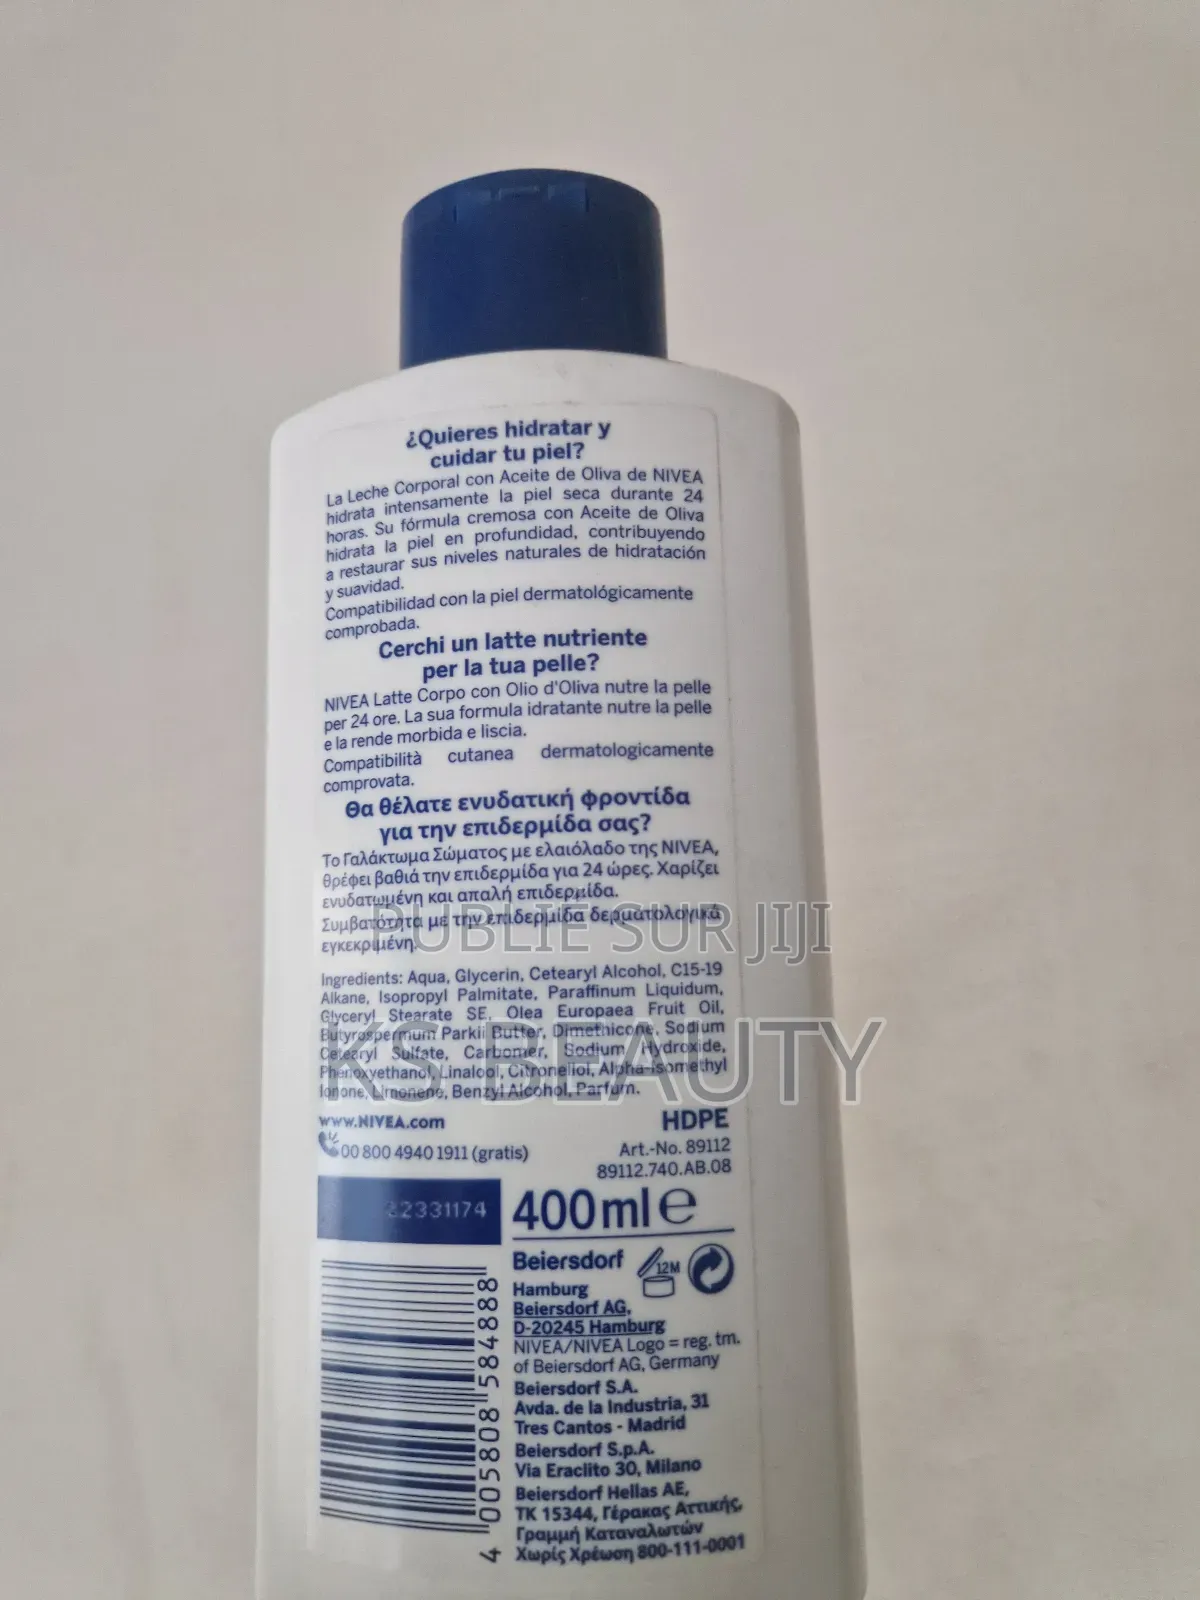 ¿Quieres hidratar y
cuidar tu piel?
La Leche Corporal con Aceite de Oliva de NIVEA
hidrata intensamente la piel seca durante 24
horas. Su fórmula cremosa con Aceite de Oliva
hidrata la piel en profundidad, contribuyendo
a restaurar sus niveles naturales de hidratación
y suavidad.
Compatibilidad con la piel dermatológicamente
comprobada.
Cerchi un latte nutriente
per la tua pelle?
NIVEA Latte Corpo con Olio d'Oliva nutre la pelle
per 24 ore. La sua formula idratante nutre la pelle
e la rende morbida e liscia.
Compatibilità cutanea dermatologicamente
comprovata.
Θα θέλατε ενυδατική φροντίδα
για την επιδερμίδα σας?
Το Γαλάκτωμα Σώματος με ελαιόλαδο της NIVEA,
θρέφει βαθιά την επιδερμίδα για 24 ώρες. Χαρίζει
ενυδατωμένη και απαλή επιδερμίδα.
Συμβατότητα με την επιδερμίδα δερματολογικά
εγκεκριμένη.
PUBLIÉ SUR JIJI
Ingredients: Aqua, Glycerin, Cetearyl Alcohol, C15-19
Alkane, Isopropyl Palmitate, Paraffinum Liquidum,
Glyceryl Stearate SE, Olea Europaea Fruit Oil,
Butyrospermum Parkii Butter, Dimethicone, Sodium
Cetearyl Sulfate, Carbomer, Sodium Hydroxide,
Phenoxyethanol, Linalool, Citronellol, Alpha-Isomethyl
Ionone, Limonene, Benzyl Alcohol, Parfum.
KS BEAUTY
www.NIVEA.com
HDPE
00 800 4940 1911 (gratis)
Art.-No. 89112
89112.740.AB.08
22331174
400 ml e
Beiersdorf
12M
Hamburg
Beiersdorf AG,
D-20245 Hamburg
NIVEA/NIVEA Logo = reg. tm.
of Beiersdorf AG, Germany
Beiersdorf S.A.
Avda. de la Industria, 31
Tres Cantos - Madrid
Beiersdorf S.p.A.
Via Eraclito 30, Milano
Beiersdorf Hellas AE,
ΤΚ 15344, Γέρακας Αττικής,
Γραμμή Καταναλωτών
Χωρίς Χρέωση 800-111-0001
4 005808 584888